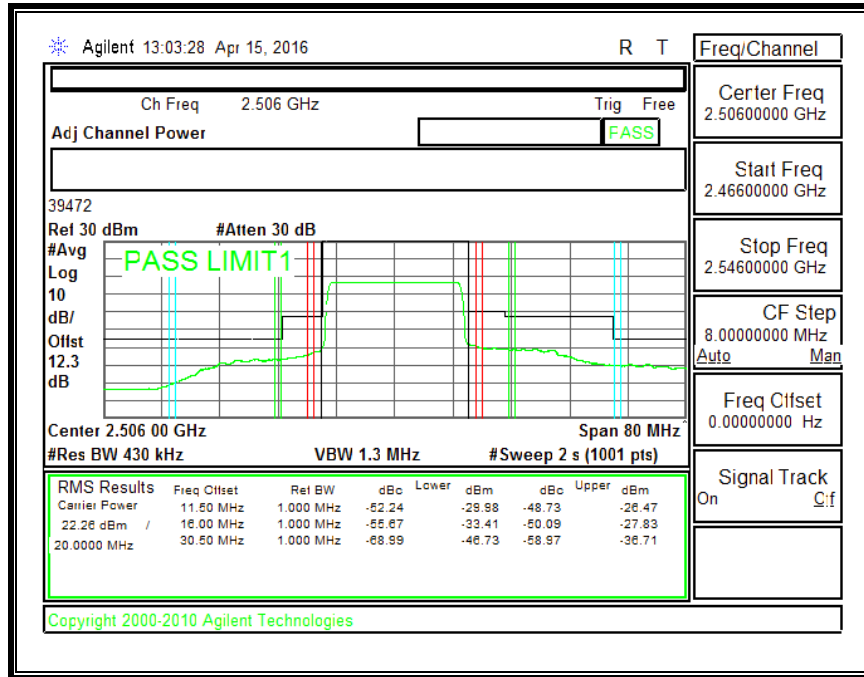 Agilent 13:03:28 Apr 15, 2016 R T
Ch Freq 2.506 GHz Trig Free
Adj Channel Power PASS
39472
Ref 30 dBm #Atten 30 dB
#Avg
Log
10
dB/
Offst
12.3
dB
PASS LIMIT1
Center 2.506 00 GHz Span 80 MHz
#Res BW 430 kHz VBW 1.3 MHz #Sweep 2 s (1001 pts)
RMS Results Freq Offset Ref BW dBc Lower dBm dBc Upper dBm
Carrier Power 11.50 MHz 1.000 MHz -52.24 -29.98 -48.73 -26.47
22.26 dBm / 16.00 MHz 1.000 MHz -55.67 -33.41 -50.09 -27.83
20.0000 MHz 30.50 MHz 1.000 MHz -68.99 -46.73 -58.97 -36.71
Copyright 2000-2010 Agilent Technologies
Freq/Channel
Center Freq
2.50600000 GHz
Start Freq
2.46600000 GHz
Stop Freq
2.54600000 GHz
CF Step
8.00000000 MHz
Auto Man
Freq Offset
0.00000000 Hz
Signal Track
On Off